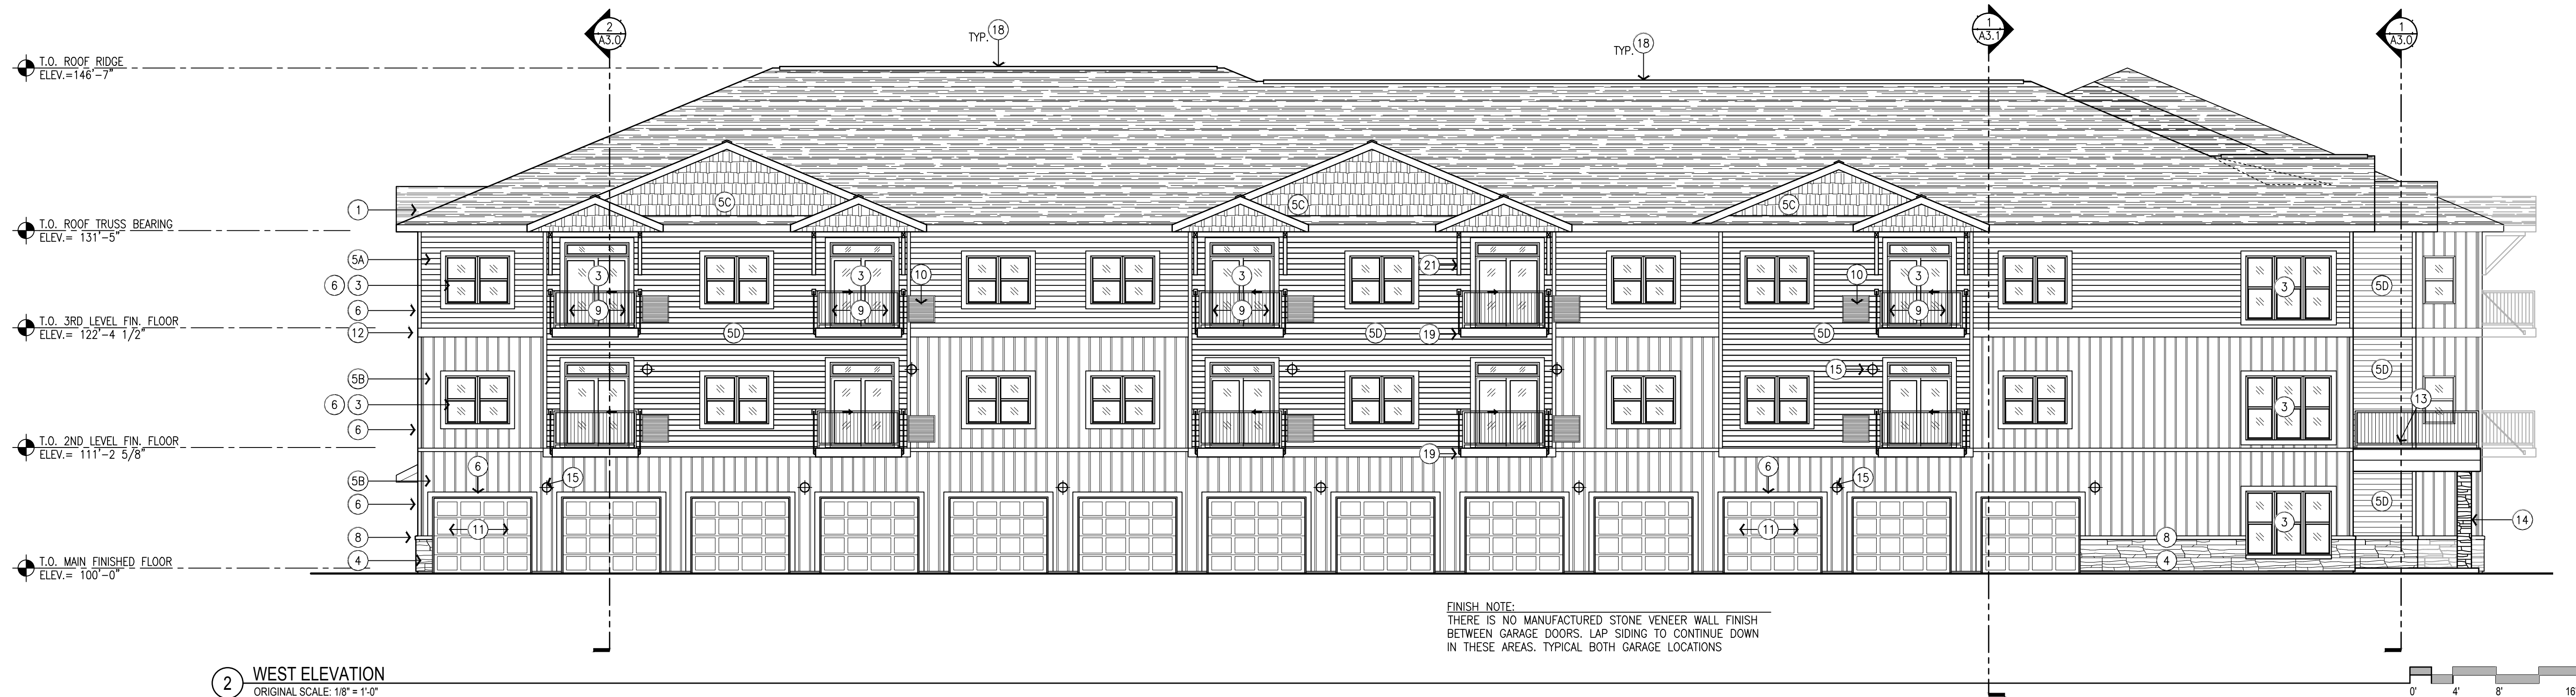 2
A3.0
TYP. 18
TYP. 18
1
A3.1
1
A3.0
T.O. ROOF RIDGE
ELEV.=146'-7"
1
T.O. ROOF TRUSS BEARING
ELEV.= 131'-5"
5C
5C
5C
5A
6 3
6
3
9
3
9
10
3
9
21
10
3
9
3
5D
T.O. 3RD LEVEL FIN. FLOOR
ELEV.= 122'-4 1/2"
12
5D
5D
19
5D
5B
6 3
6
15
3
5D
13
T.O. 2ND LEVEL FIN. FLOOR
ELEV.= 111'-2 5/8"
19
5B
6
15
6
15
6
11
11
3
5D
14
8
4
8
4
T.O. MAIN FINISHED FLOOR
ELEV.= 100'-0"
FINISH NOTE:
THERE IS NO MANUFACTURED STONE VENEER WALL FINISH
BETWEEN GARAGE DOORS. LAP SIDING TO CONTINUE DOWN
IN THESE AREAS. TYPICAL BOTH GARAGE LOCATIONS
2 WEST ELEVATION
ORIGINAL SCALE: 1/8" = 1'-0"
0' 4' 8' 16'